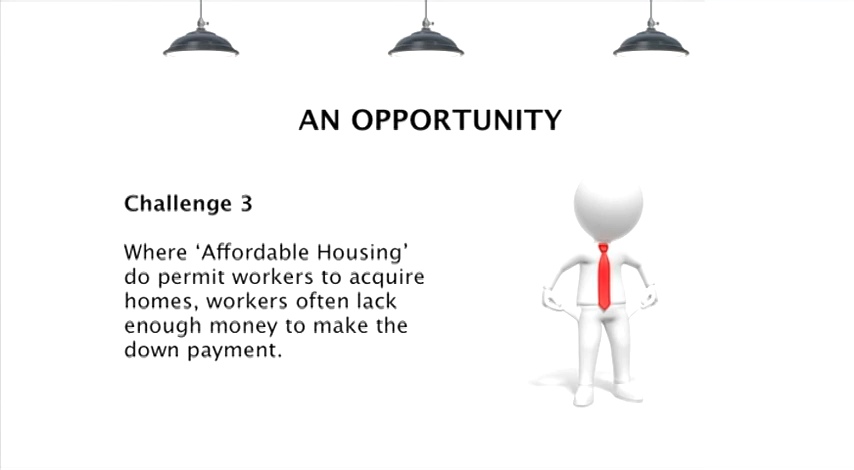 AN OPPORTUNITY
Challenge 3
Where ‘Affordable Housing’
do permit workers to acquire
homes, workers often lack
enough money to make the
down payment.